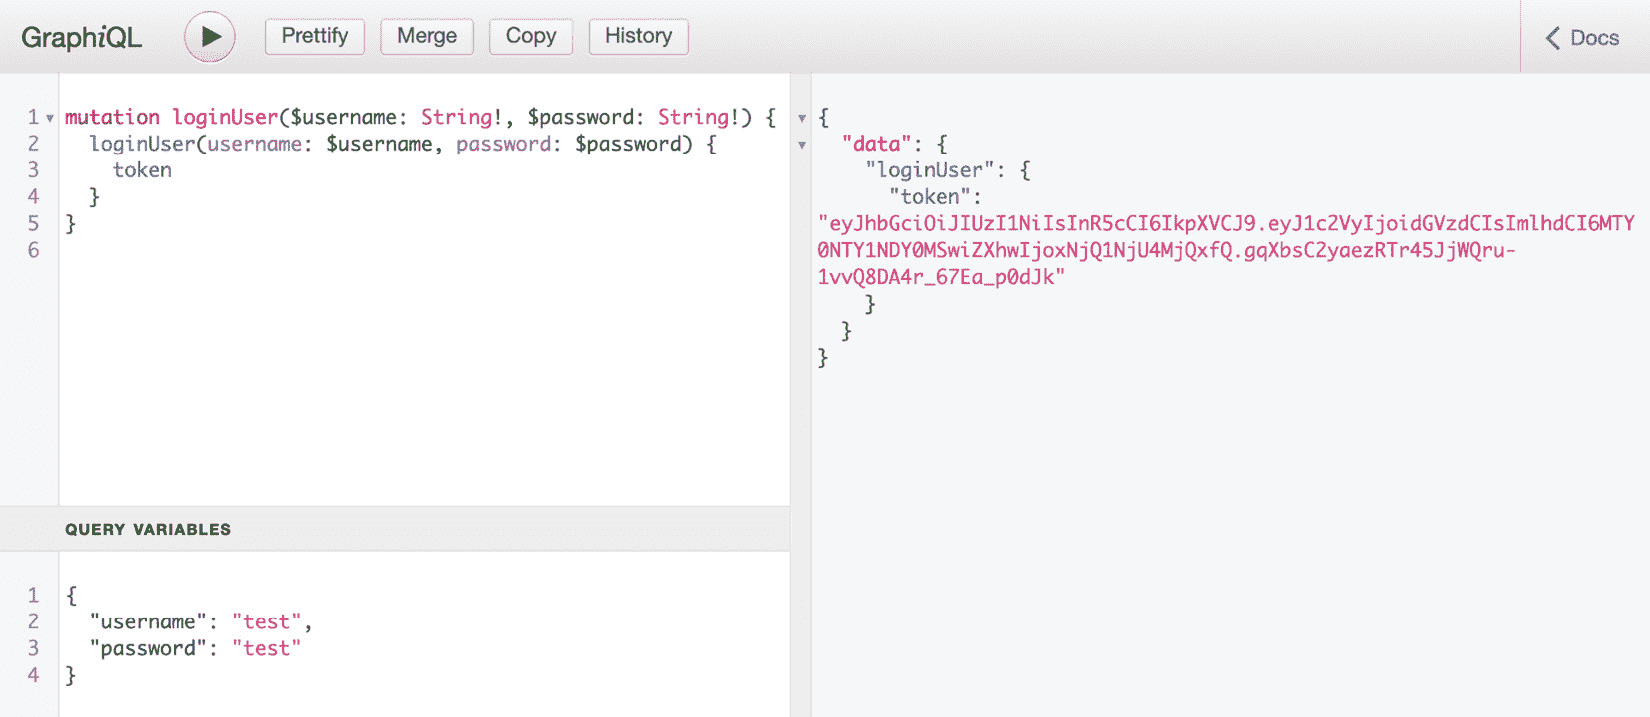 GraphiQL
Prettify
Merge
Copy
History
Docs
1 mutation loginUser($username: String!, $password: String!) {
2   loginUser(username: $username, password: $password) {
3     token
4   }
5 }
6
QUERY VARIABLES
1 {
2   "username": "test",
3   "password": "test"
4 }
{
  "data": {
    "loginUser": {
      "token":
"eyJhbGciOiJIUzI1NiIsInR5cCI6IkpXVCJ9.eyJ1c2VyIjoidGVzdCIsImlhdCI6MTY
0NTY1NDY0MSwiZXhwIjoxNjQ1NjU4MjQxfQ.gqXbsC2yaezRTr45JjWQru-
1vvQ8DA4r_67Ea_p0dJk"
    }
  }
}